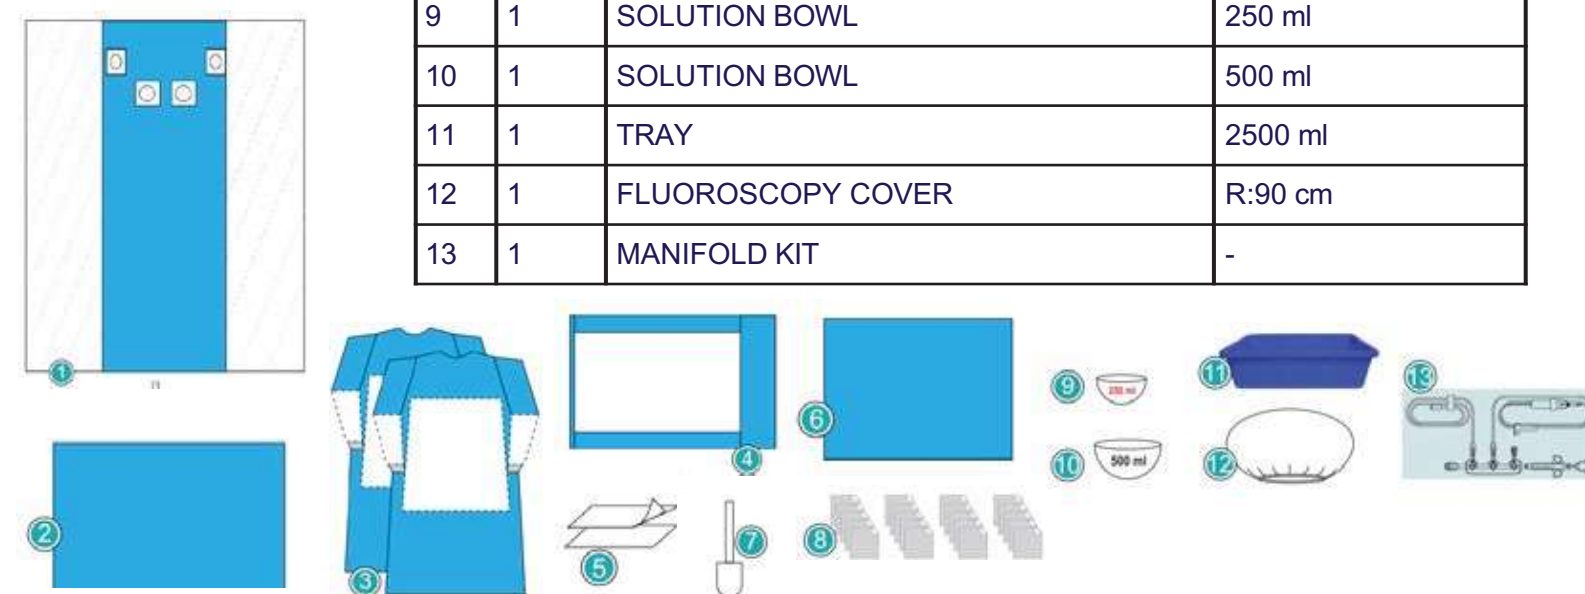 9 1 SOLUTION BOWL 250 ml
10 1 SOLUTION BOWL 500 ml
11 1 TRAY 2500 ml
12 1 FLUOROSCOPY COVER R:90 cm
13 1 MANIFOLD KIT -
1
2
3
4
5
6
7
8
9
250 ml
10
500 ml
11
12
13